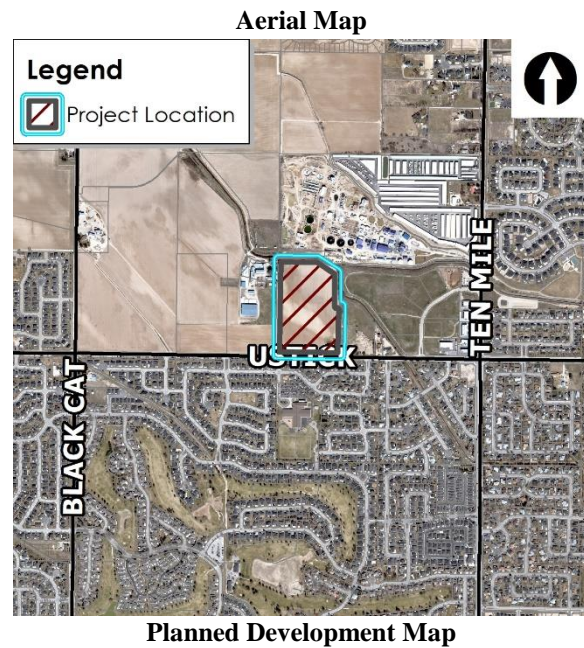 Aerial Map
Legend
Project Location
TEN MILE
USTICK
BLACK CAT
Planned Development Map